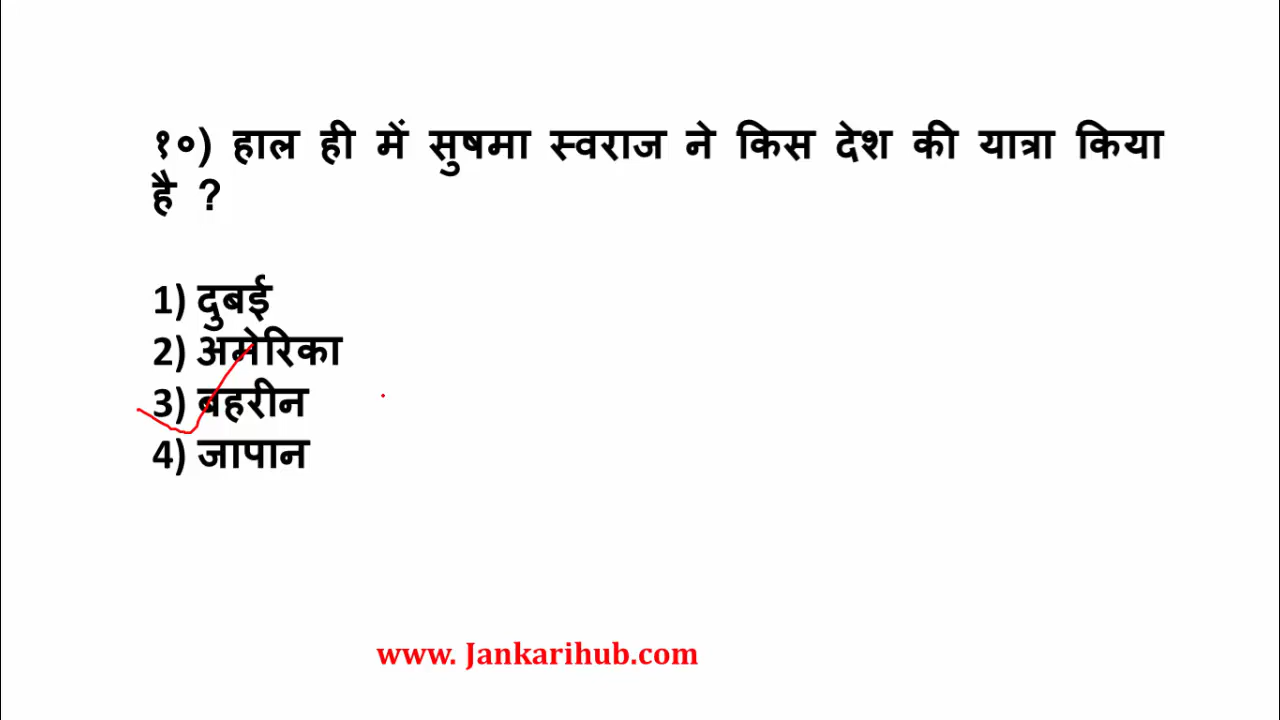 १०) हाल ही में सुषमा स्वराज ने किस देश की यात्रा किया
है ?
1) दुबई
2) अमेरिका
3) बहरीन
4) जापान
www. Jankarihub.com